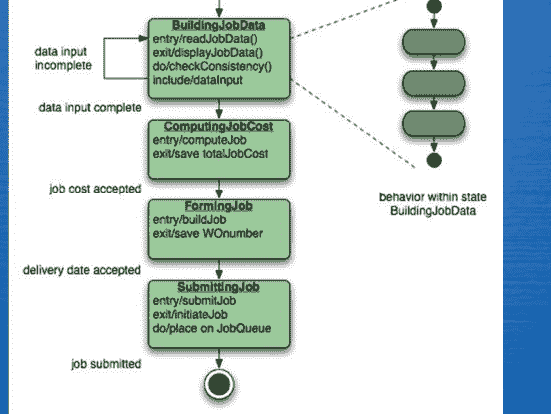 BuildingJobData
entry/readJobData()
exit/displayJobData()
do/checkConsistency()
include/dataInput
data input
incomplete
data input complete
ComputingJobCost
entry/computeJob
exit/save totalJobCost
job cost accepted
FormingJob
entry/buildJob
exit/save WOnumber
delivery date accepted
SubmittingJob
entry/submitJob
exit/initiateJob
do/place on JobQueue
job submitted
behavior within state
BuildingJobData